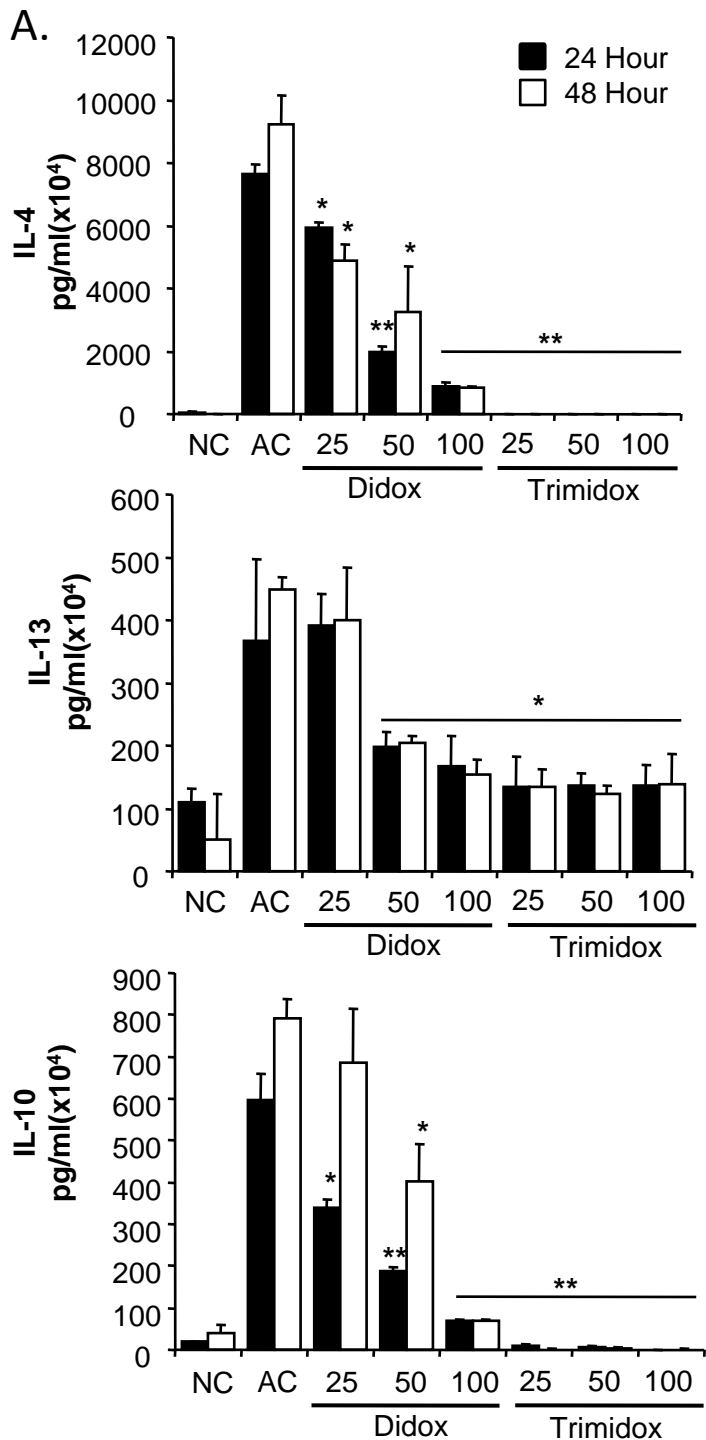 A.
24 Hour
48 Hour
IL-4
pg/ml(x10⁴)
12000
10000
8000
6000
4000
2000
0
*
*
**
*
**
NC AC 25 50 100 25 50 100
Didox Trimidox
IL-13
pg/ml(x10⁴)
600
500
400
300
200
100
0
*
NC AC 25 50 100 25 50 100
Didox Trimidox
IL-10
pg/ml(x10⁴)
900
800
700
600
500
400
300
200
100
0
*
**
*
**
NC AC 25 50 100 25 50 100
Didox Trimidox